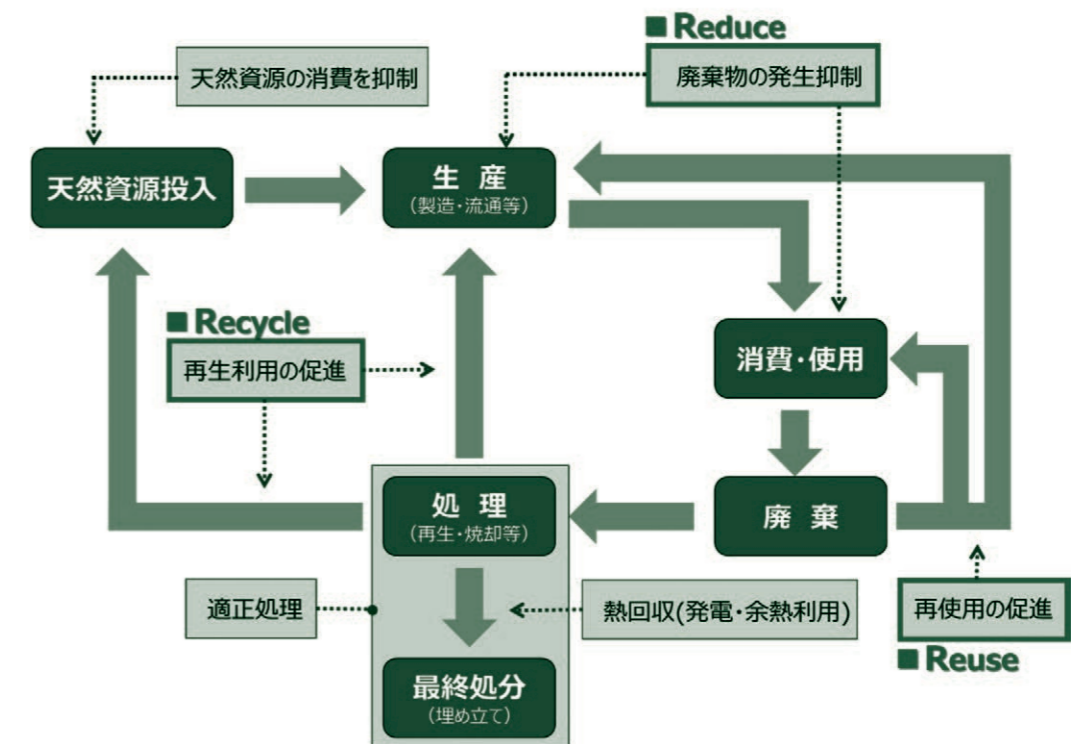 ■ Reduce
天然資源の消費を抑制
廃棄物の発生抑制
天然資源投入
生 産
(製造・流通等)
■ Recycle
再生利用の促進
消費・使用
処 理
(再生・焼却等)
廃 棄
適正処理
熱回収(発電・余熱利用)
再使用の促進
■ Reuse
最終処分
(埋め立て)